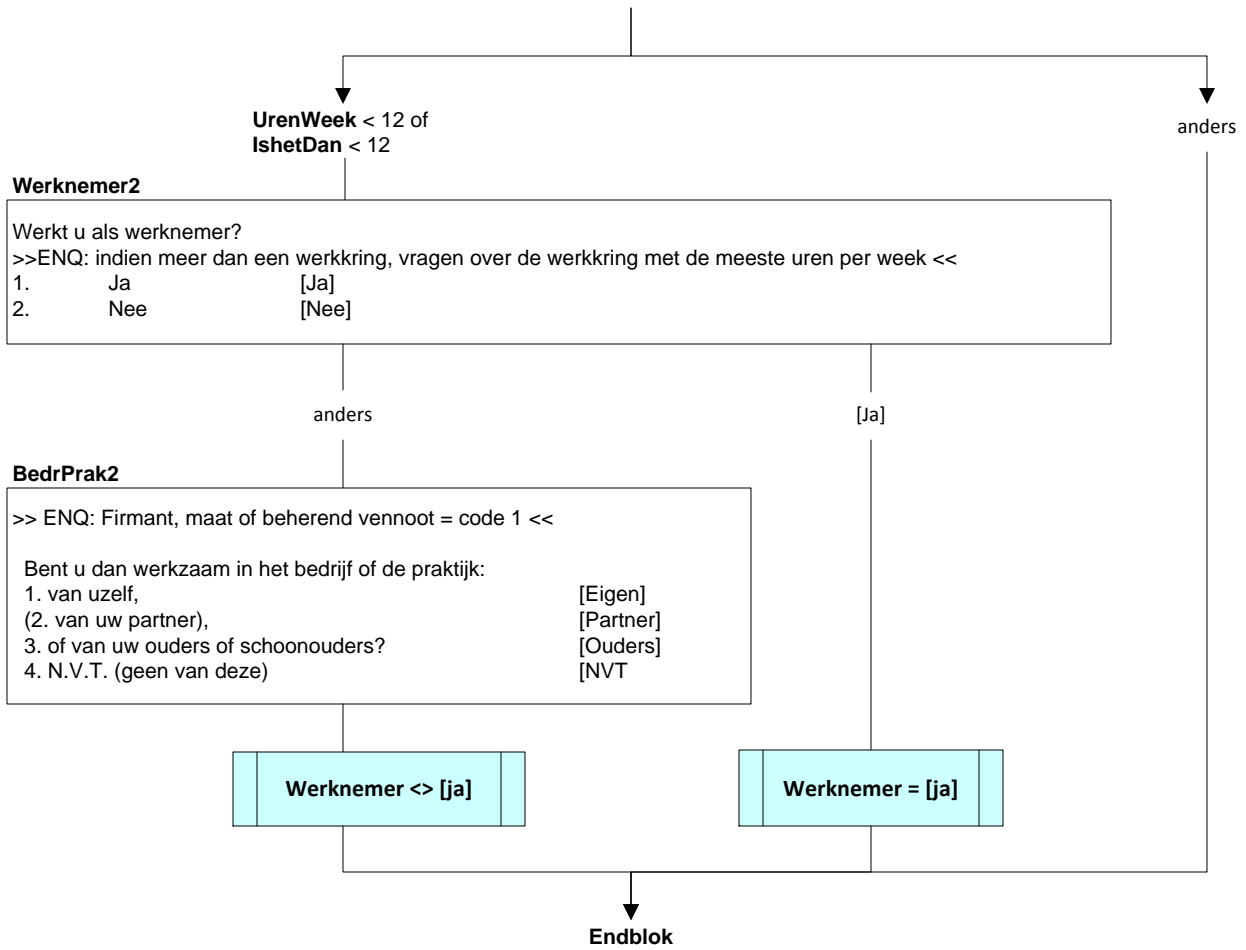 UrenWeek < 12 of
IshetDan < 12
anders
Werknemer2
Werkt u als werknemer?
>>ENQ: indien meer dan een werkkring, vragen over de werkkring met de meeste uren per week <<
1. Ja [Ja]
2. Nee [Nee]
anders
[Ja]
BedrPrak2
>> ENQ: Firmant, maat of beherend vennoot = code 1 <<
Bent u dan werkzaam in het bedrijf of de praktijk:
1. van uzelf, [Eigen]
(2. van uw partner), [Partner]
3. of van uw ouders of schoonouders? [Ouders]
4. N.V.T. (geen van deze) [NVT
Werknemer <> [ja]
Werknemer = [ja]
Endblok